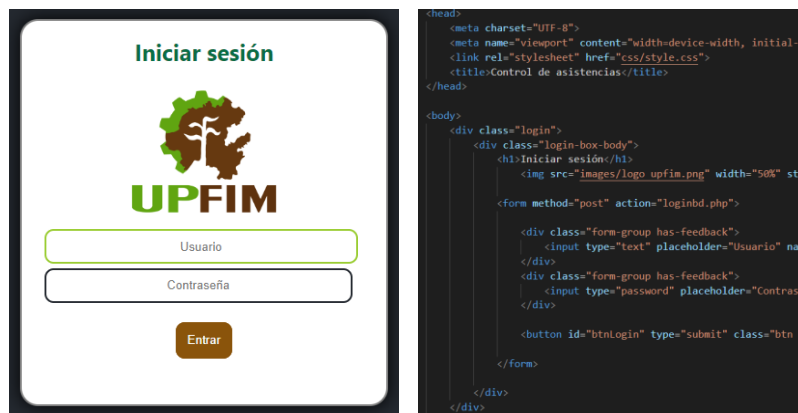 Iniciar sesión
UPFIM
Usuario
Contraseña
Entrar
<head>
<meta charset="UTF-8">
<meta name="viewport" content="width=device-width, initial-
<link rel="stylesheet" href="css/style.css">
<title>Control de asistencias</title>
</head>
<body>
<div class="login">
<div class="login-box-body">
<h1>Iniciar sesión</h1>
<img src="images/logo upfim.png" width="50%" st
<form method="post" action="loginbd.php">
<div class="form-group has-feedback">
<input type="text" placeholder="Usuario" na
</div>
<div class="form-group has-feedback">
<input type="password" placeholder="Contras
</div>
<button id="btnLogin" type="submit" class="btn
</form>
</div>
</div>